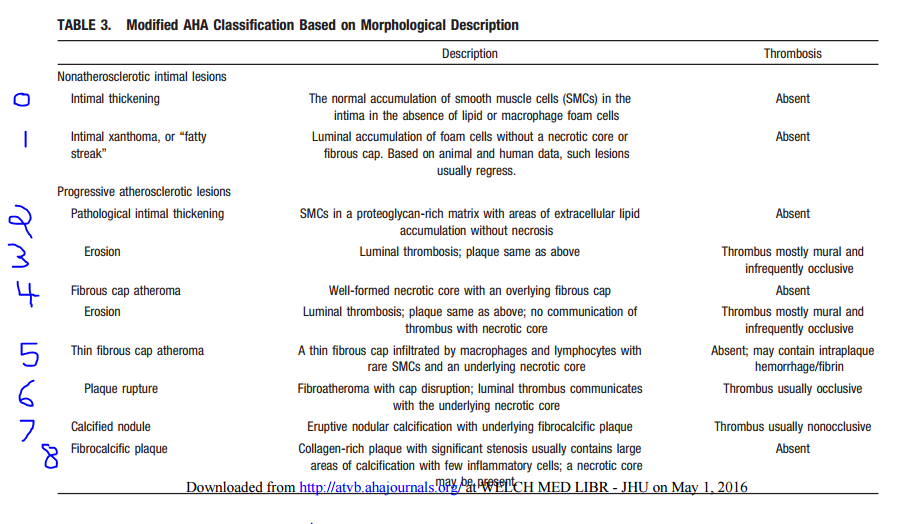 TABLE 3. Modified AHA Classification Based on Morphological Description
Description Thrombosis
Nonatherosclerotic intimal lesions
0 Intimal thickening The normal accumulation of smooth muscle cells (SMCs) in the Absent
intima in the absence of lipid or macrophage foam cells
1 Intimal xanthoma, or “fatty Luminal accumulation of foam cells without a necrotic core or Absent
streak” fibrous cap. Based on animal and human data, such lesions
usually regress.
Progressive atherosclerotic lesions
2 Pathological intimal thickening SMCs in a proteoglycan-rich matrix with areas of extracellular lipid Absent
accumulation without necrosis
3 Erosion Luminal thrombosis; plaque same as above Thrombus mostly mural and
infrequently occlusive
4 Fibrous cap atheroma Well-formed necrotic core with an overlying fibrous cap Absent
Erosion Luminal thrombosis; plaque same as above; no communication of Thrombus mostly mural and
thrombus with necrotic core infrequently occlusive
5 Thin fibrous cap atheroma A thin fibrous cap infiltrated by macrophages and lymphocytes with Absent; may contain intraplaque
rare SMCs and an underlying necrotic core hemorrhage/fibrin
6 Plaque rupture Fibroatheroma with cap disruption; luminal thrombus communicates Thrombus usually occlusive
with the underlying necrotic core
7 Calcified nodule Eruptive nodular calcification with underlying fibrocalcific plaque Thrombus usually nonocclusive
8 Fibrocalcific plaque Collagen-rich plaque with significant stenosis usually contains large Absent
areas of calcification with few inflammatory cells; a necrotic core
may be present.
Downloaded from http://atvb.ahajournals.org/ at WELCH MED LIBR - JHU on May 1, 2016